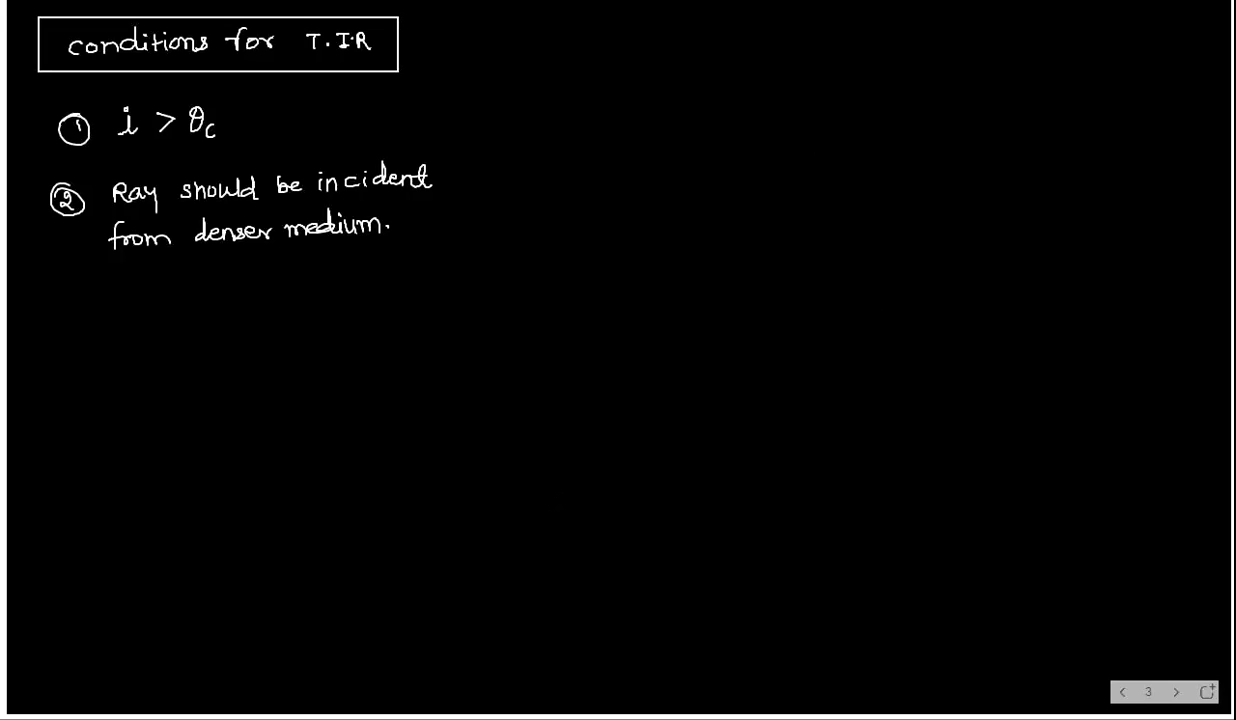 conditions for T.I.R
① i > θc
② Ray should be incident
from denser medium.
< 3 >